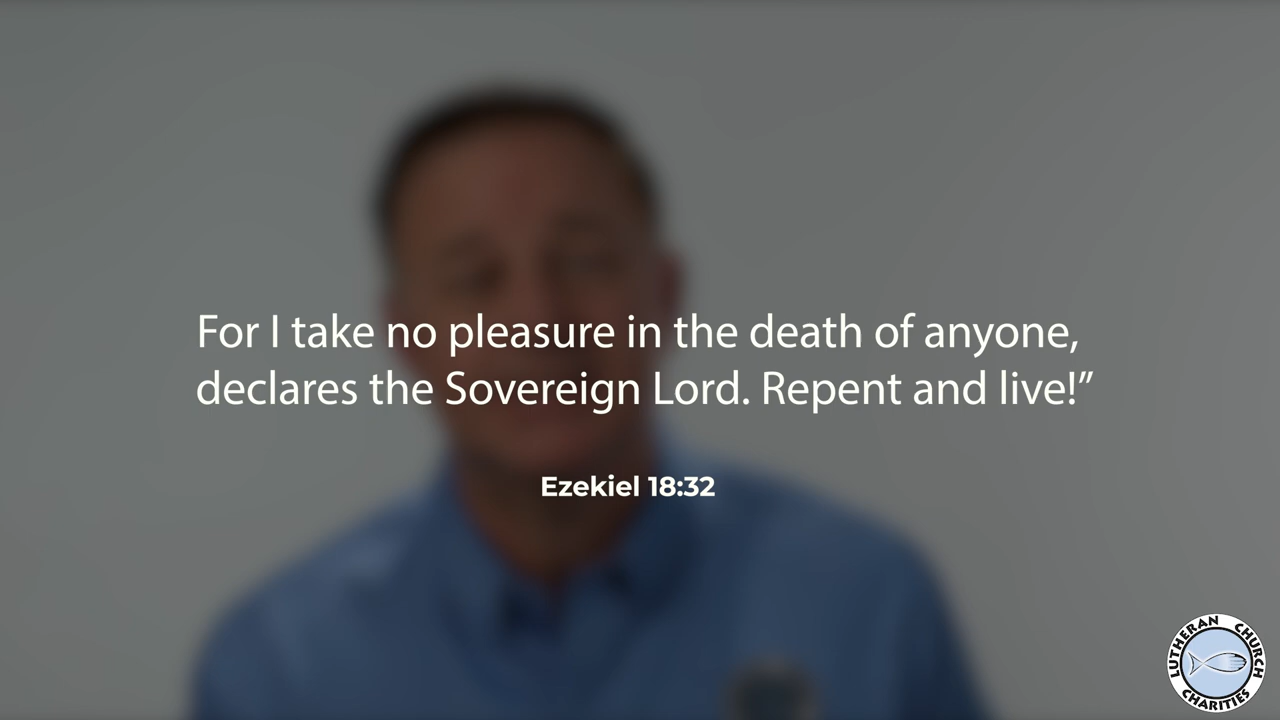 For I take no pleasure in the death of anyone,
declares the Sovereign Lord. Repent and live!”
Ezekiel 18:32
LUTHERAN CHURCH
CHARITIES